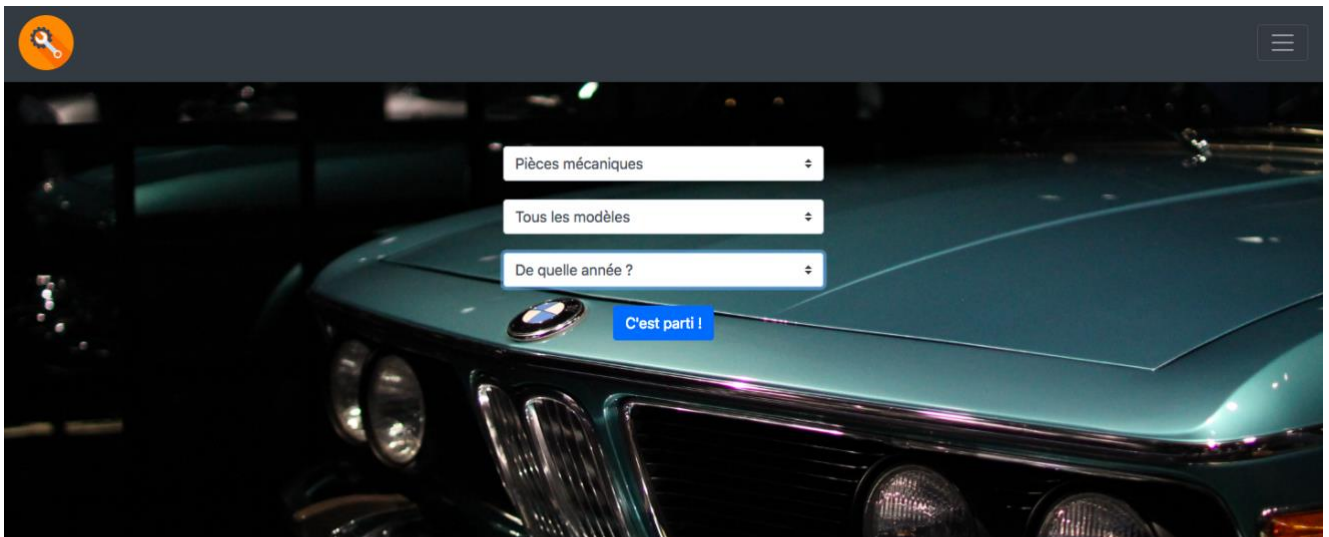 Pièces mécaniques
Tous les modèles
De quelle année ?
C'est parti !